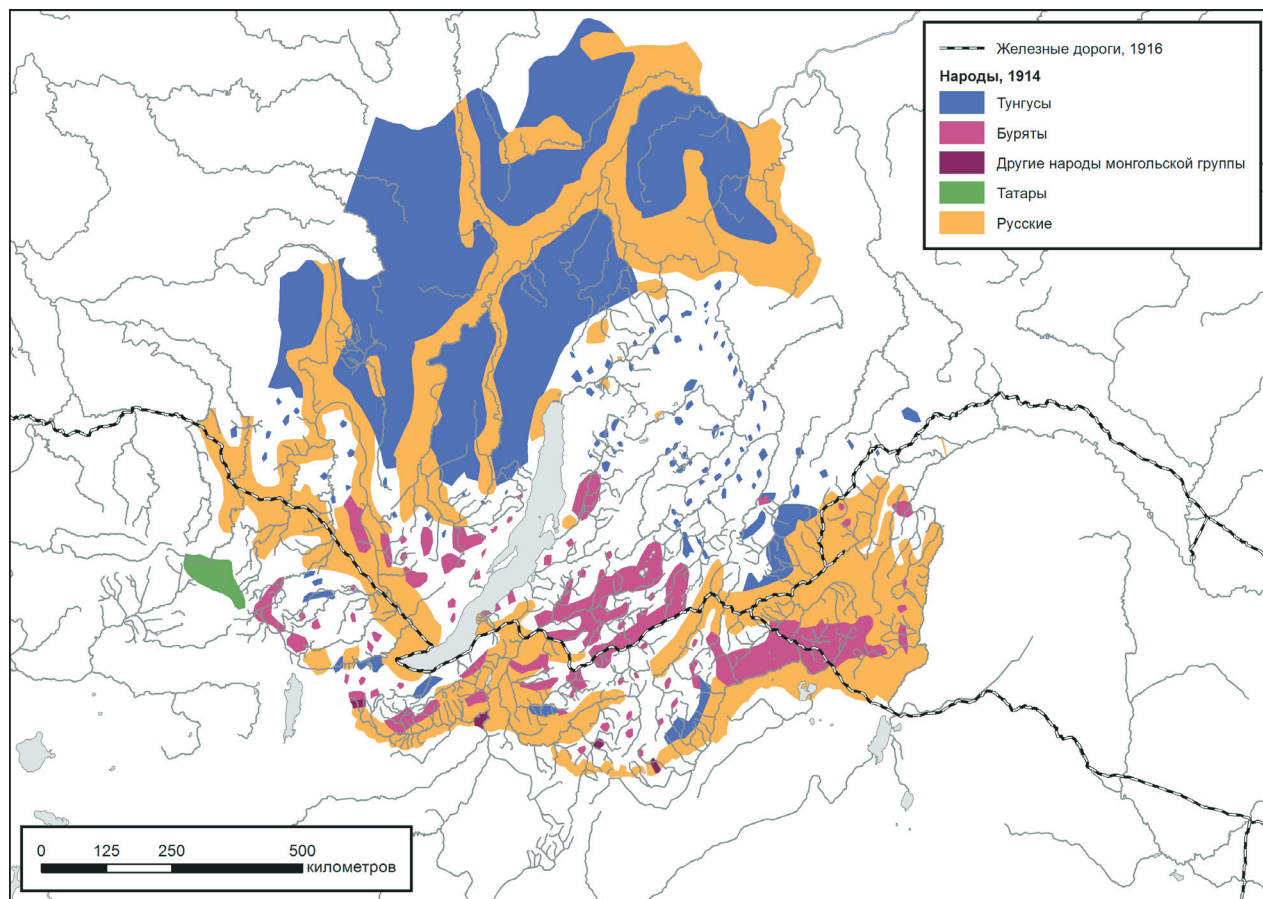 Железные дороги, 1916
Народы, 1914
Тунгусы
Буряты
Другие народы монгольской группы
Татары
Русские
0 125 250 500
километров